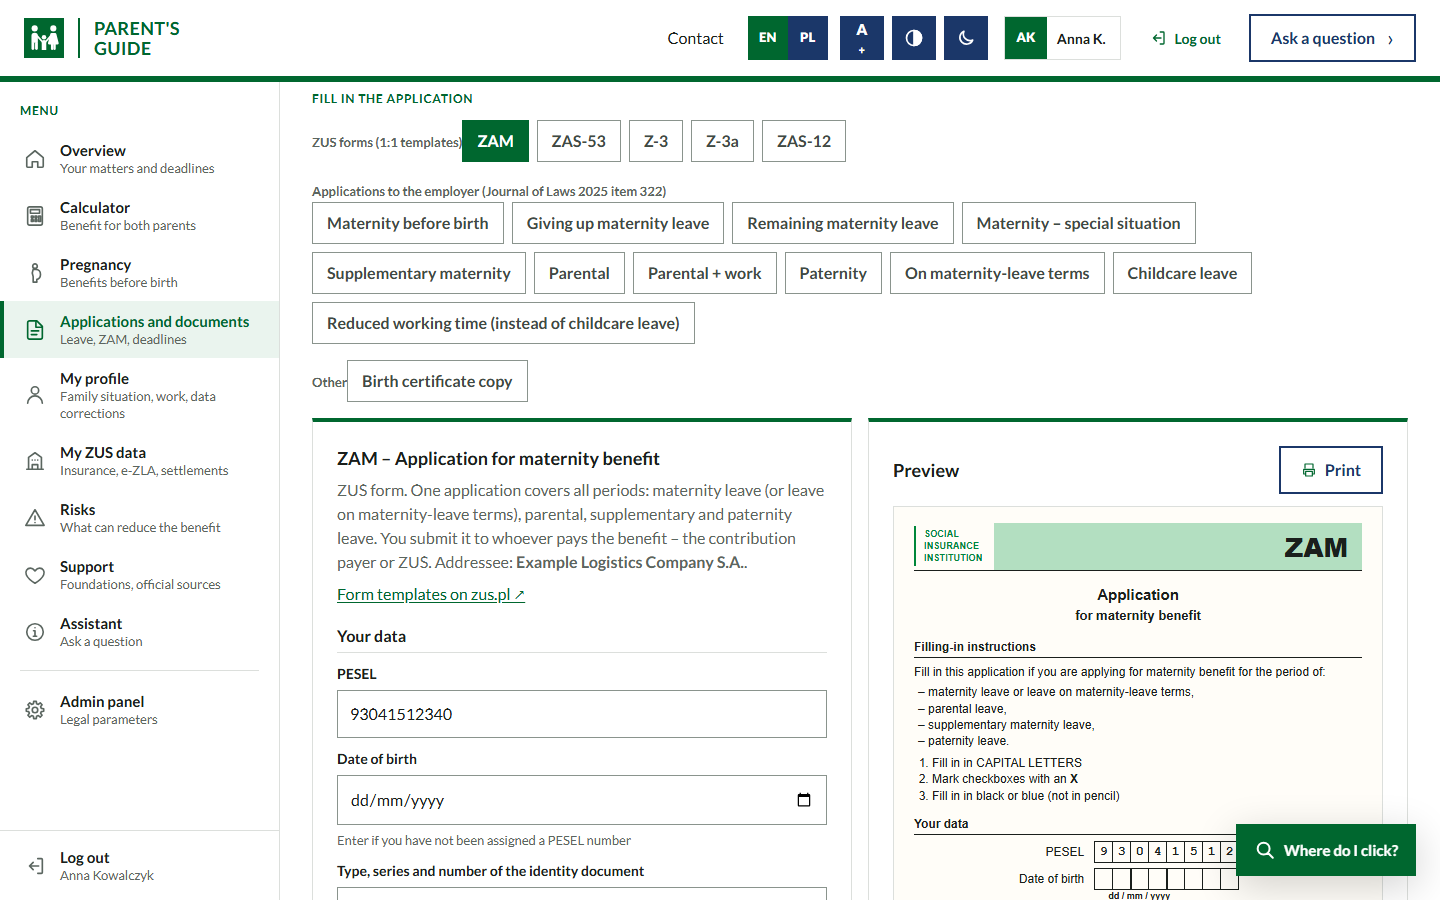 PARENT'S
GUIDE
Contact
EN
PL
A
+
AK
Anna K.
Log out
Ask a question ›
MENU
Overview
Your matters and deadlines
Calculator
Benefit for both parents
Pregnancy
Benefits before birth
Applications and documents
Leave, ZAM, deadlines
My profile
Family situation, work, data
corrections
My ZUS data
Insurance, e-ZLA, settlements
Risks
What can reduce the benefit
Support
Foundations, official sources
Assistant
Ask a question
Admin panel
Legal parameters
Log out
Anna Kowalczyk
FILL IN THE APPLICATION
ZUS forms (1:1 templates)
ZAM
ZAS-53
Z-3
Z-3a
ZAS-12
Applications to the employer (Journal of Laws 2025 item 322)
Maternity before birth
Giving up maternity leave
Remaining maternity leave
Maternity – special situation
Supplementary maternity
Parental
Parental + work
Paternity
On maternity-leave terms
Childcare leave
Reduced working time (instead of childcare leave)
Other
Birth certificate copy
ZAM – Application for maternity benefit
ZUS form. One application covers all periods: maternity leave (or leave
on maternity-leave terms), parental, supplementary and paternity
leave. You submit it to whoever pays the benefit – the contribution
payer or ZUS. Addressee: Example Logistics Company S.A..
Form templates on zus.pl ↗
Your data
PESEL
93041512340
Date of birth
dd/mm/yyyy
Enter if you have not been assigned a PESEL number
Type, series and number of the identity document
Preview
Print
SOCIAL
INSURANCE
INSTITUTION
ZAM
Application
for maternity benefit
Filling-in instructions
Fill in this application if you are applying for maternity benefit for the period of:
– maternity leave or leave on maternity-leave terms,
– parental leave,
– supplementary maternity leave,
– paternity leave.
1. Fill in in CAPITAL LETTERS
2. Mark checkboxes with an X
3. Fill in in black or blue (not in pencil)
Your data
PESEL 9 3 0 4 1 5 1 2
Date of birth
dd / mm / yyyy
Where do I click?